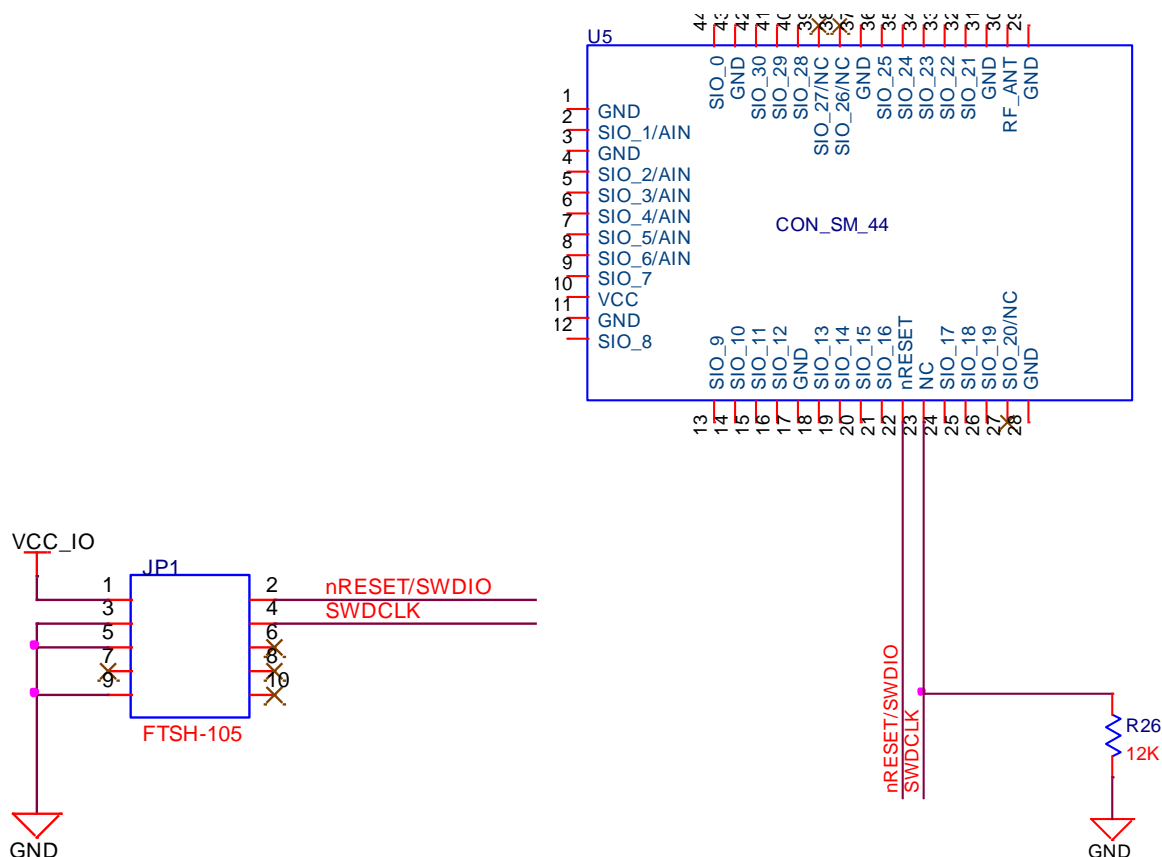 44
43
42
41
40
39
38
37
36
35
34
33
32
31
30
29
U5
SIO_0
GND
SIO_30
SIO_29
SIO_28
SIO_27/NC
SIO_26/NC
GND
SIO_25
SIO_24
SIO_23
SIO_22
SIO_21
GND
RF_ANT
GND
1
GND
2
SIO_1/AIN
3
GND
4
SIO_2/AIN
5
SIO_3/AIN
6
SIO_4/AIN
7
SIO_5/AIN
8
SIO_6/AIN
9
SIO_7
10
VCC
11
GND
12
SIO_8
CON_SM_44
SIO_9
SIO_10
SIO_11
SIO_12
GND
SIO_13
SIO_14
SIO_15
SIO_16
nRESET
NC
SIO_17
SIO_18
SIO_19
SIO_20/NC
GND
13
14
15
16
17
18
19
20
21
22
23
24
25
26
27
28
VCC_IO
JP1
1
2
nRESET/SWDIO
3
4
SWDCLK
5
6
7
8
9
10
FTSH-105
GND
nRESET/SWDIO
SWDCLK
R26
12K
GND